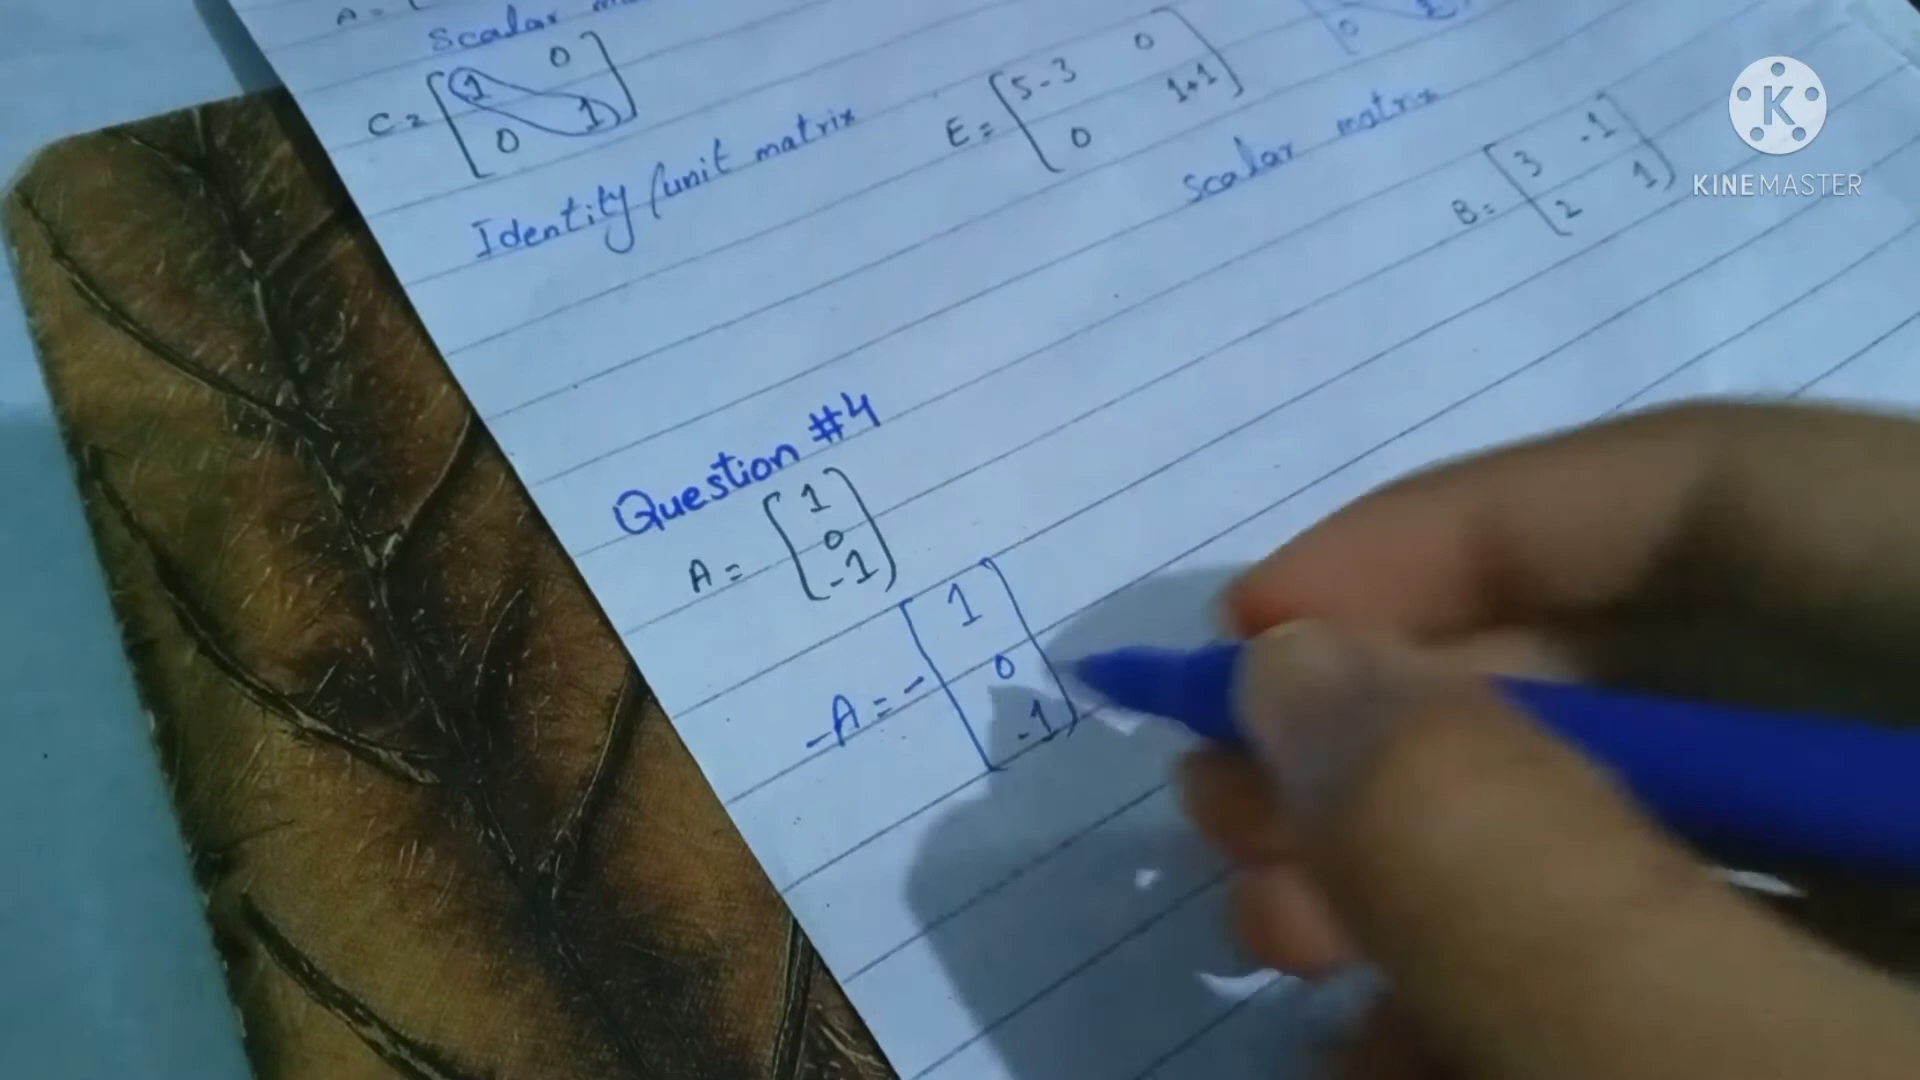 A = [
Scalar
C = [1 0
0 1]
Identity/unit matrix
E = [5-3 0
0 1+1]
scalar matrix
B = [3 -1
2 1]
Question #4
A = [1
0
-1]
-A = -[1
0
-1]
KINEMASTER